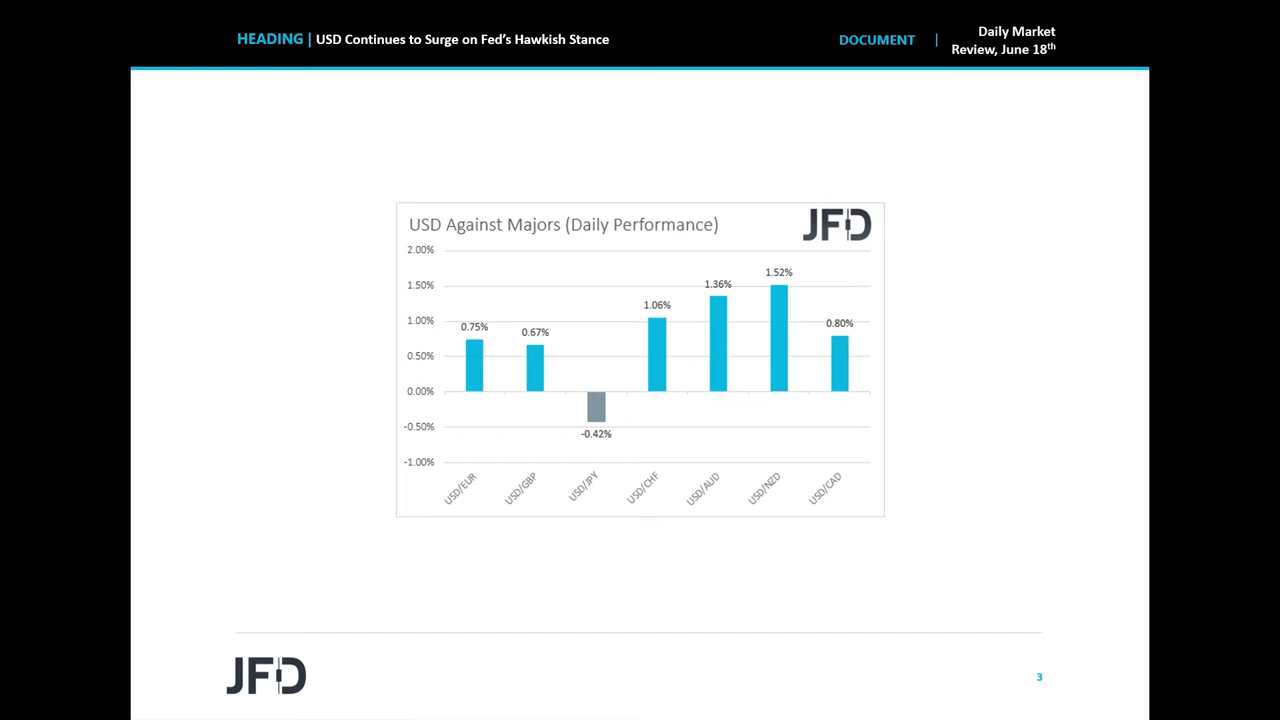 HEADING | USD Continues to Surge on Fed's Hawkish Stance
DOCUMENT |
Daily Market
Review, June 18th
USD Against Majors (Daily Performance)
JFD
2.00%
1.50%
1.00%
0.50%
0.00%
-0.50%
-1.00%
0.75%
0.67%
-0.42%
1.06%
1.36%
1.52%
0.80%
USD/EUR
USD/GBP
USD/JPY
USD/CHF
USD/AUD
USD/NZD
USD/CAD
JFD
3